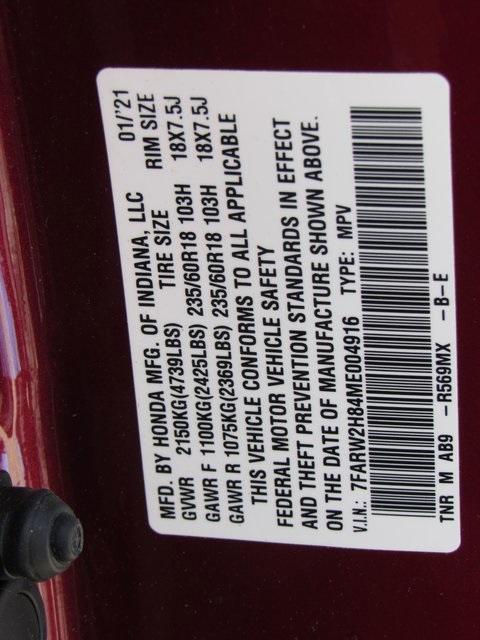 MFD. BY HONDA MFG. OF INDIANA, LLC 01/'21
GVWR 2150KG(4739LBS) TIRE SIZE RIM SIZE
GAWR F 1100KG(2425LBS) 235/60R18 103H 18X7.5J
GAWR R 1075KG(2369LBS) 235/60R18 103H 18X7.5J
THIS VEHICLE CONFORMS TO ALL APPLICABLE
FEDERAL MOTOR VEHICLE SAFETY
AND THEFT PREVENTION STANDARDS IN EFFECT
ON THE DATE OF MANUFACTURE SHOWN ABOVE.
V.I.N.: 7FARW2H84ME004916 TYPE: MPV
TNR M AB9 -R569MX -B-E